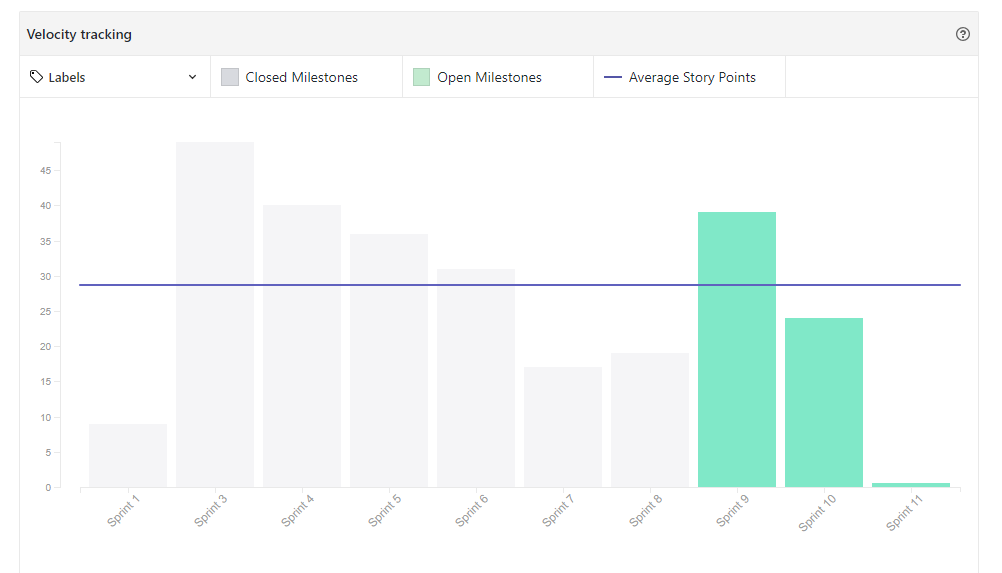 Velocity tracking
Labels
Closed Milestones
Open Milestones
Average Story Points
45
40
35
30
25
20
15
10
5
0
Sprint 1
Sprint 3
Sprint 4
Sprint 5
Sprint 6
Sprint 7
Sprint 8
Sprint 9
Sprint 10
Sprint 11